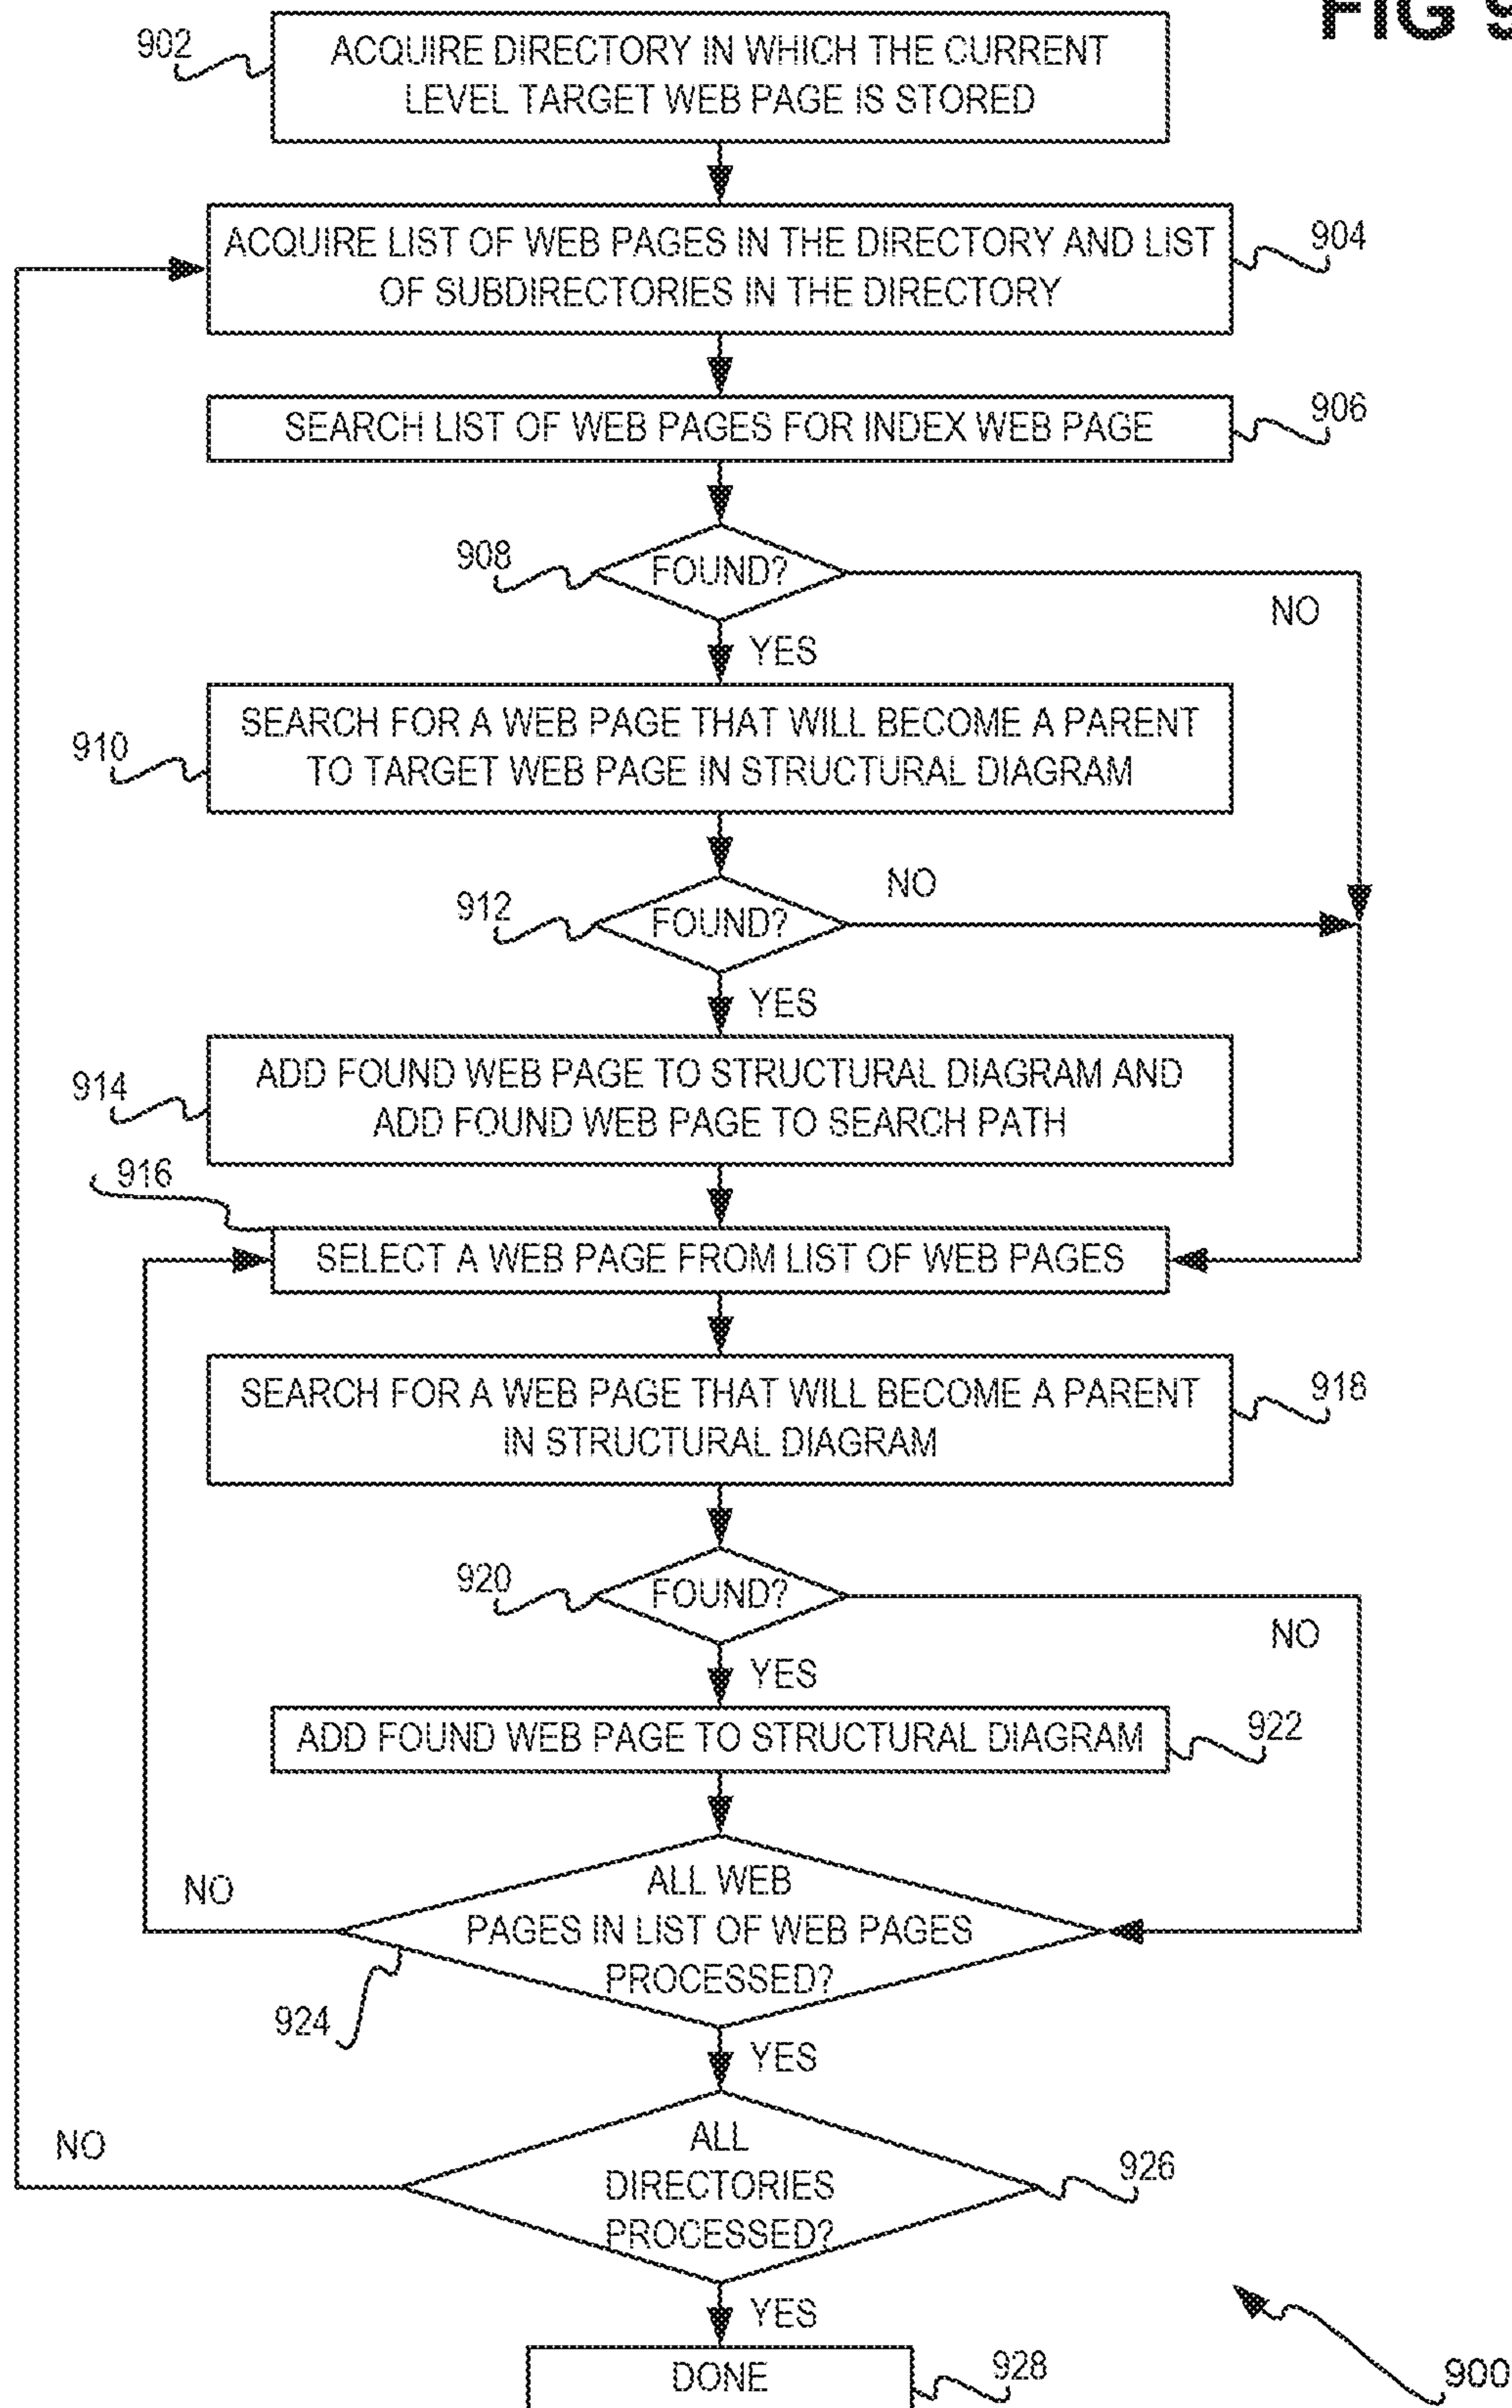 FIG 9
902
ACQUIRE DIRECTORY IN WHICH THE CURRENT
LEVEL TARGET WEB PAGE IS STORED
ACQUIRE LIST OF WEB PAGES IN THE DIRECTORY AND LIST
OF SUBDIRECTORIES IN THE DIRECTORY
904
SEARCH LIST OF WEB PAGES FOR INDEX WEB PAGE
906
908
FOUND?
NO
YES
910
SEARCH FOR A WEB PAGE THAT WILL BECOME A PARENT
TO TARGET WEB PAGE IN STRUCTURAL DIAGRAM
912
FOUND?
NO
YES
914
ADD FOUND WEB PAGE TO STRUCTURAL DIAGRAM AND
ADD FOUND WEB PAGE TO SEARCH PATH
916
SELECT A WEB PAGE FROM LIST OF WEB PAGES
SEARCH FOR A WEB PAGE THAT WILL BECOME A PARENT
IN STRUCTURAL DIAGRAM
918
920
FOUND?
NO
YES
ADD FOUND WEB PAGE TO STRUCTURAL DIAGRAM
922
NO
ALL WEB
PAGES IN LIST OF WEB PAGES
PROCESSED?
924
YES
NO
ALL
DIRECTORIES
PROCESSED?
926
YES
DONE
928
900